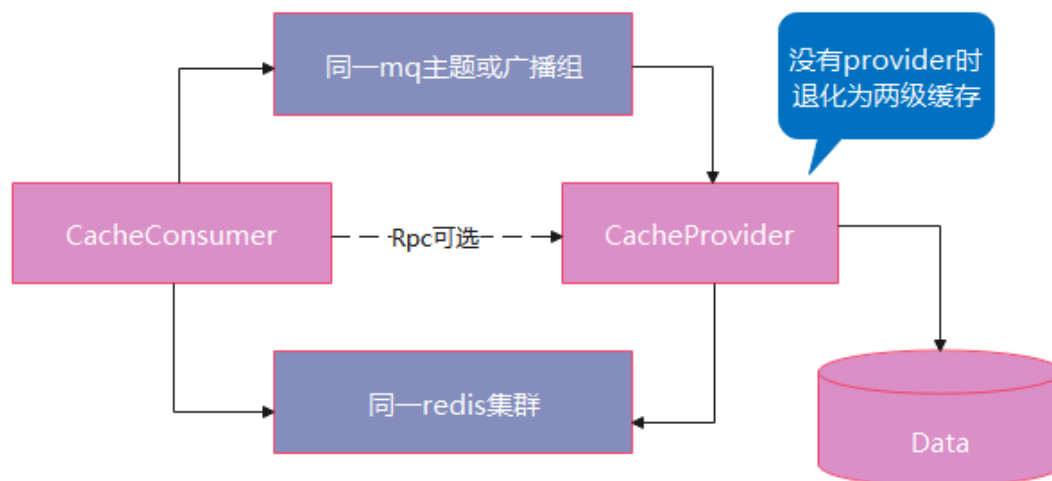 同一mq主题或广播组
没有provider时
退化为两级缓存
CacheConsumer
Rpc可选
CacheProvider
同一redis集群
Data